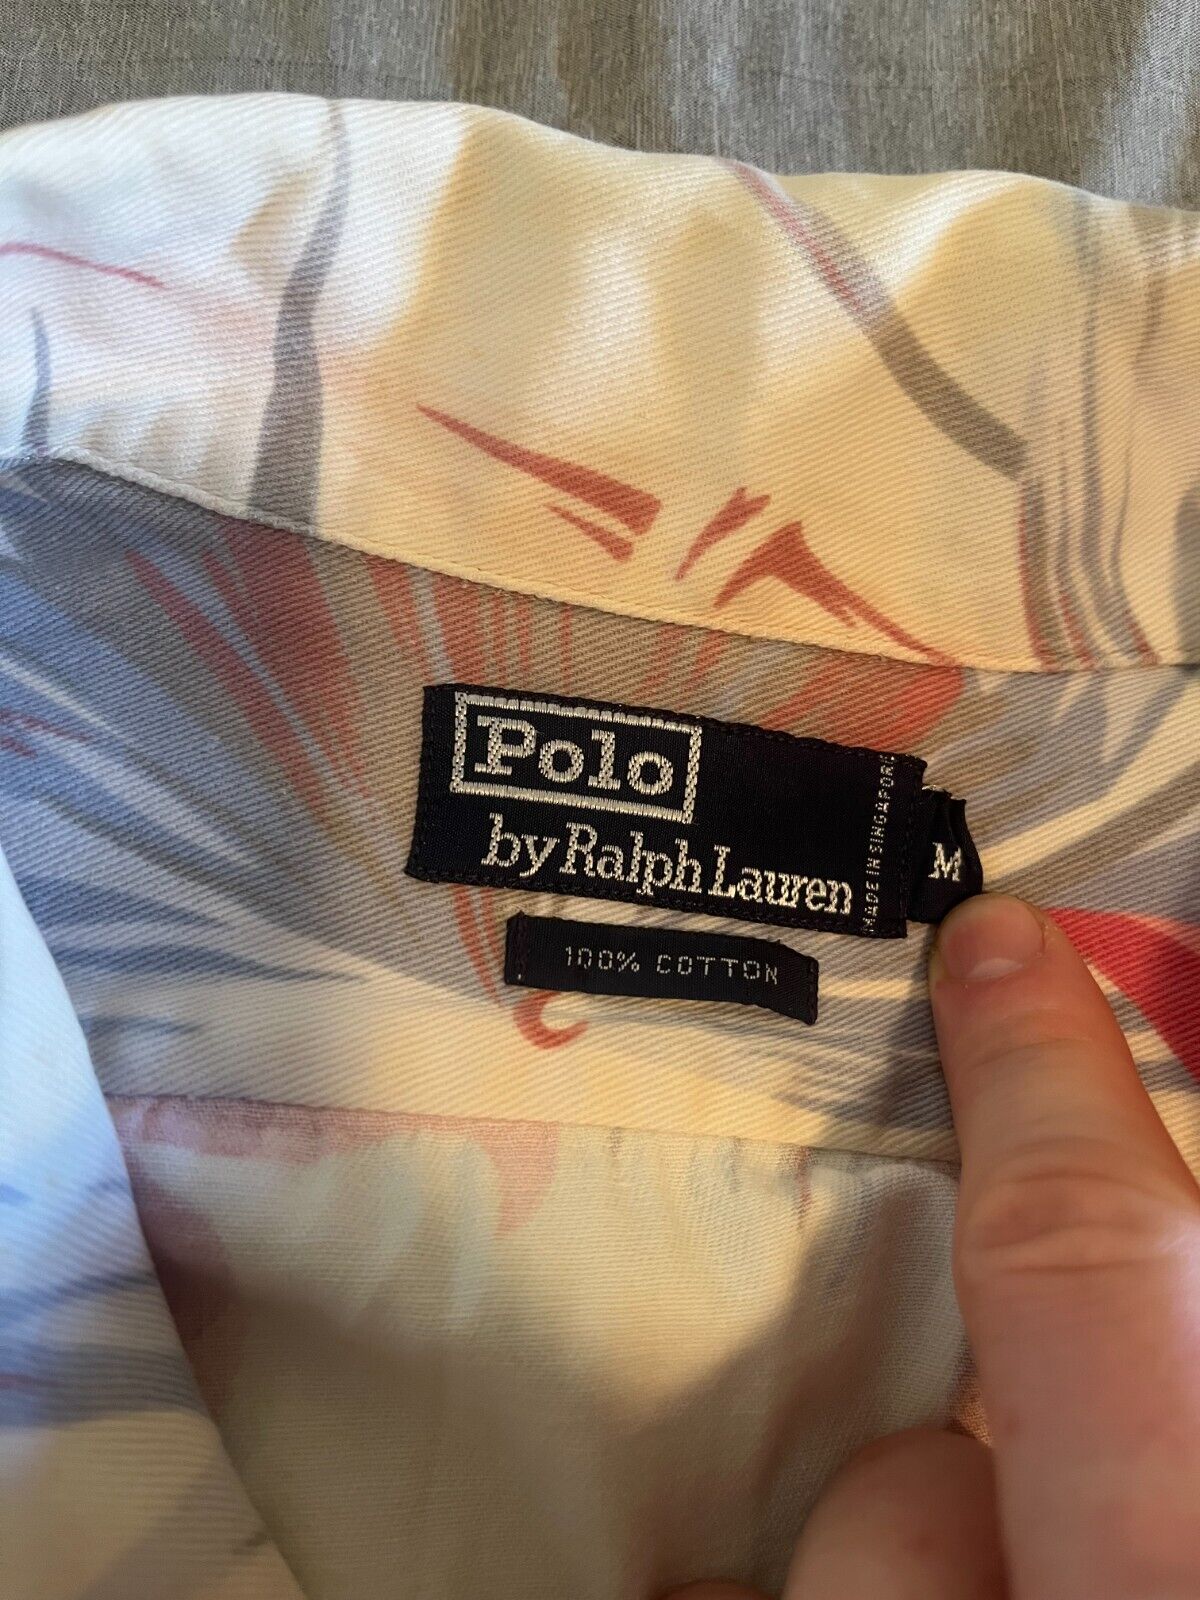 Polo
by Ralph Lauren
MADE IN SINGAPORE
M
100% COTTON